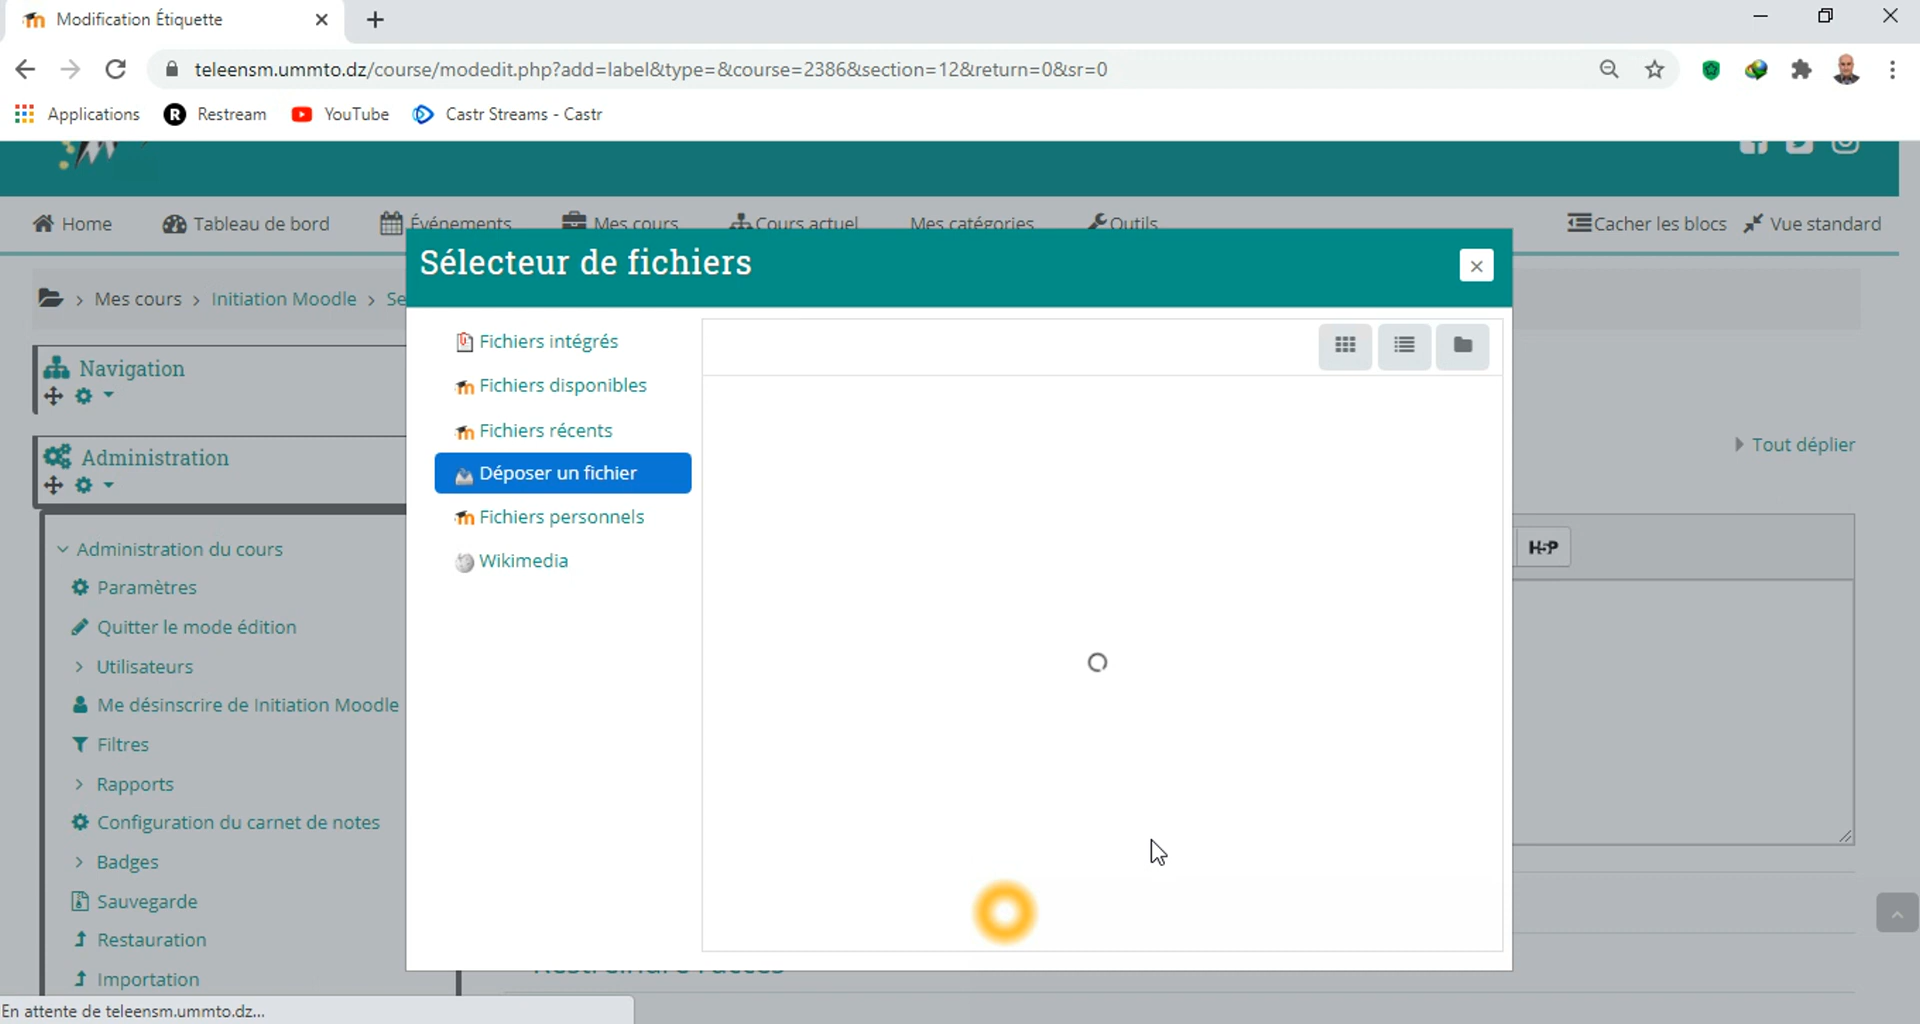 Modification Étiquette
teleensm.ummto.dz/course/modedit.php?add=label&type=&course=2386&section=12&return=0&sr=0
Applications
Restream
YouTube
Castr Streams - Castr
Home
Tableau de bord
Événements
Mes cours
Cours actuel
Mes catégories
Outils
Cacher les blocs
Vue standard
Sélecteur de fichiers
Mes cours > Initiation Moodle > Se
Navigation
Administration
Administration du cours
Paramètres
Quitter le mode édition
Utilisateurs
Me désinscrire de Initiation Moodle
Filtres
Rapports
Configuration du carnet de notes
Badges
Sauvegarde
Restauration
Importation
Fichiers intégrés
Fichiers disponibles
Fichiers récents
Déposer un fichier
Fichiers personnels
Wikimedia
Tout déplier
H-P
En attente de teleensm.ummto.dz...